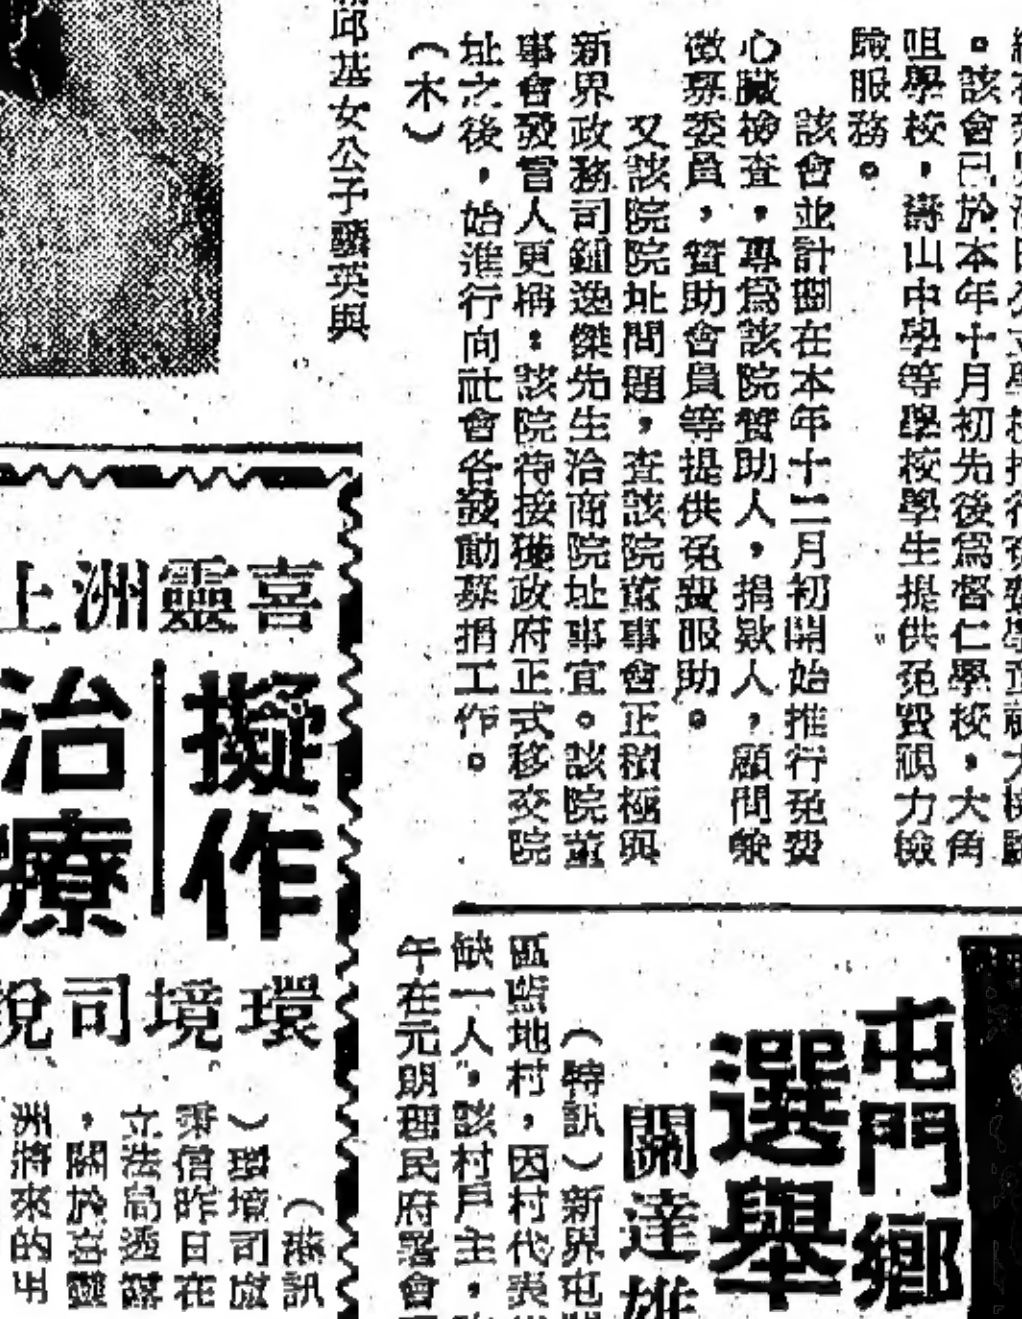 。該會已於本年十月初先後爲督仁學校，大角
咀學校，壽山中學等學校學生提供免費視力檢
驗服務。
該會並計劃在本年十二月初開始推行免費
心臟檢查，專爲該院贊助人，捐款人，顧問
徵募委員，贊助會員等提供免費服助。
又該院院址問題，查該院董事會正積極與
新界政務司鍾逸傑先生洽商院址事宜。該院董
事會發言人更稱：該院待接獲政府正式移交院
址之後，始進行向社會各設動募捐工作。
（木）
邱基女公子
英與
屯門鄉
選舉
關達雄
（特訊）新界屯
區藍地村，因村代表
缺一人，該村戶主，
午在元朗理民府署會
喜靈洲上
擬作
治療
環境司說
（港訊
）環境司盧
秉信昨日在
立法局透露
，關於喜靈
洲將來的用